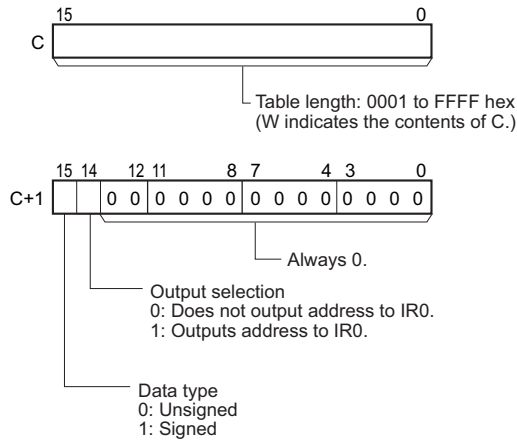 15 0
C
Table length: 0001 to FFFF hex
(W indicates the contents of C.)
15 14 12 11 8 7 4 3 0
C+1 0 0 0 0 0 0 0 0 0 0 0 0 0 0
Always 0.
Output selection
0: Does not output address to IR0.
1: Outputs address to IR0.
Data type
0: Unsigned
1: Signed